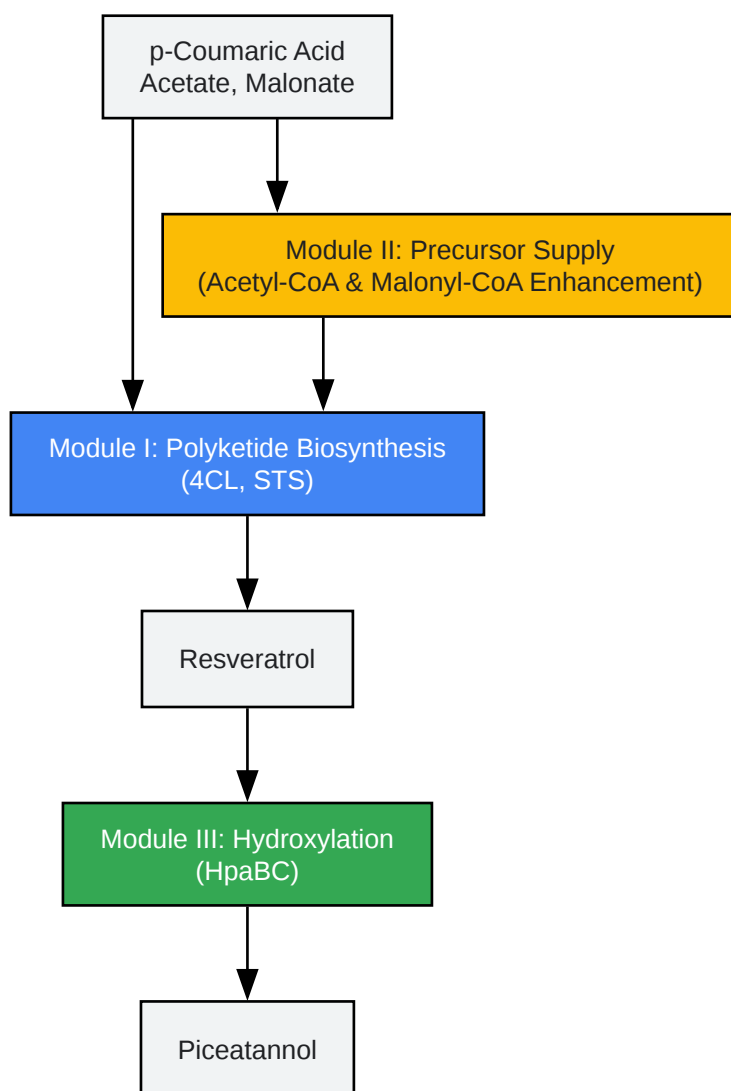 p-Coumaric Acid
Acetate, Malonate
Module II: Precursor Supply
(Acetyl-CoA & Malonyl-CoA Enhancement)
Module I: Polyketide Biosynthesis
(4CL, STS)
Resveratrol
Module III: Hydroxylation
(HpaBC)
Piceatannol